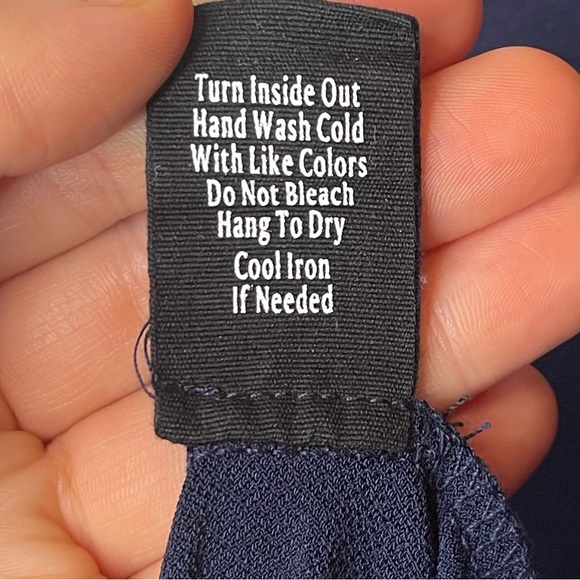 Turn Inside Out
Hand Wash Cold
With Like Colors
Do Not Bleach
Hang To Dry
Cool Iron
If Needed